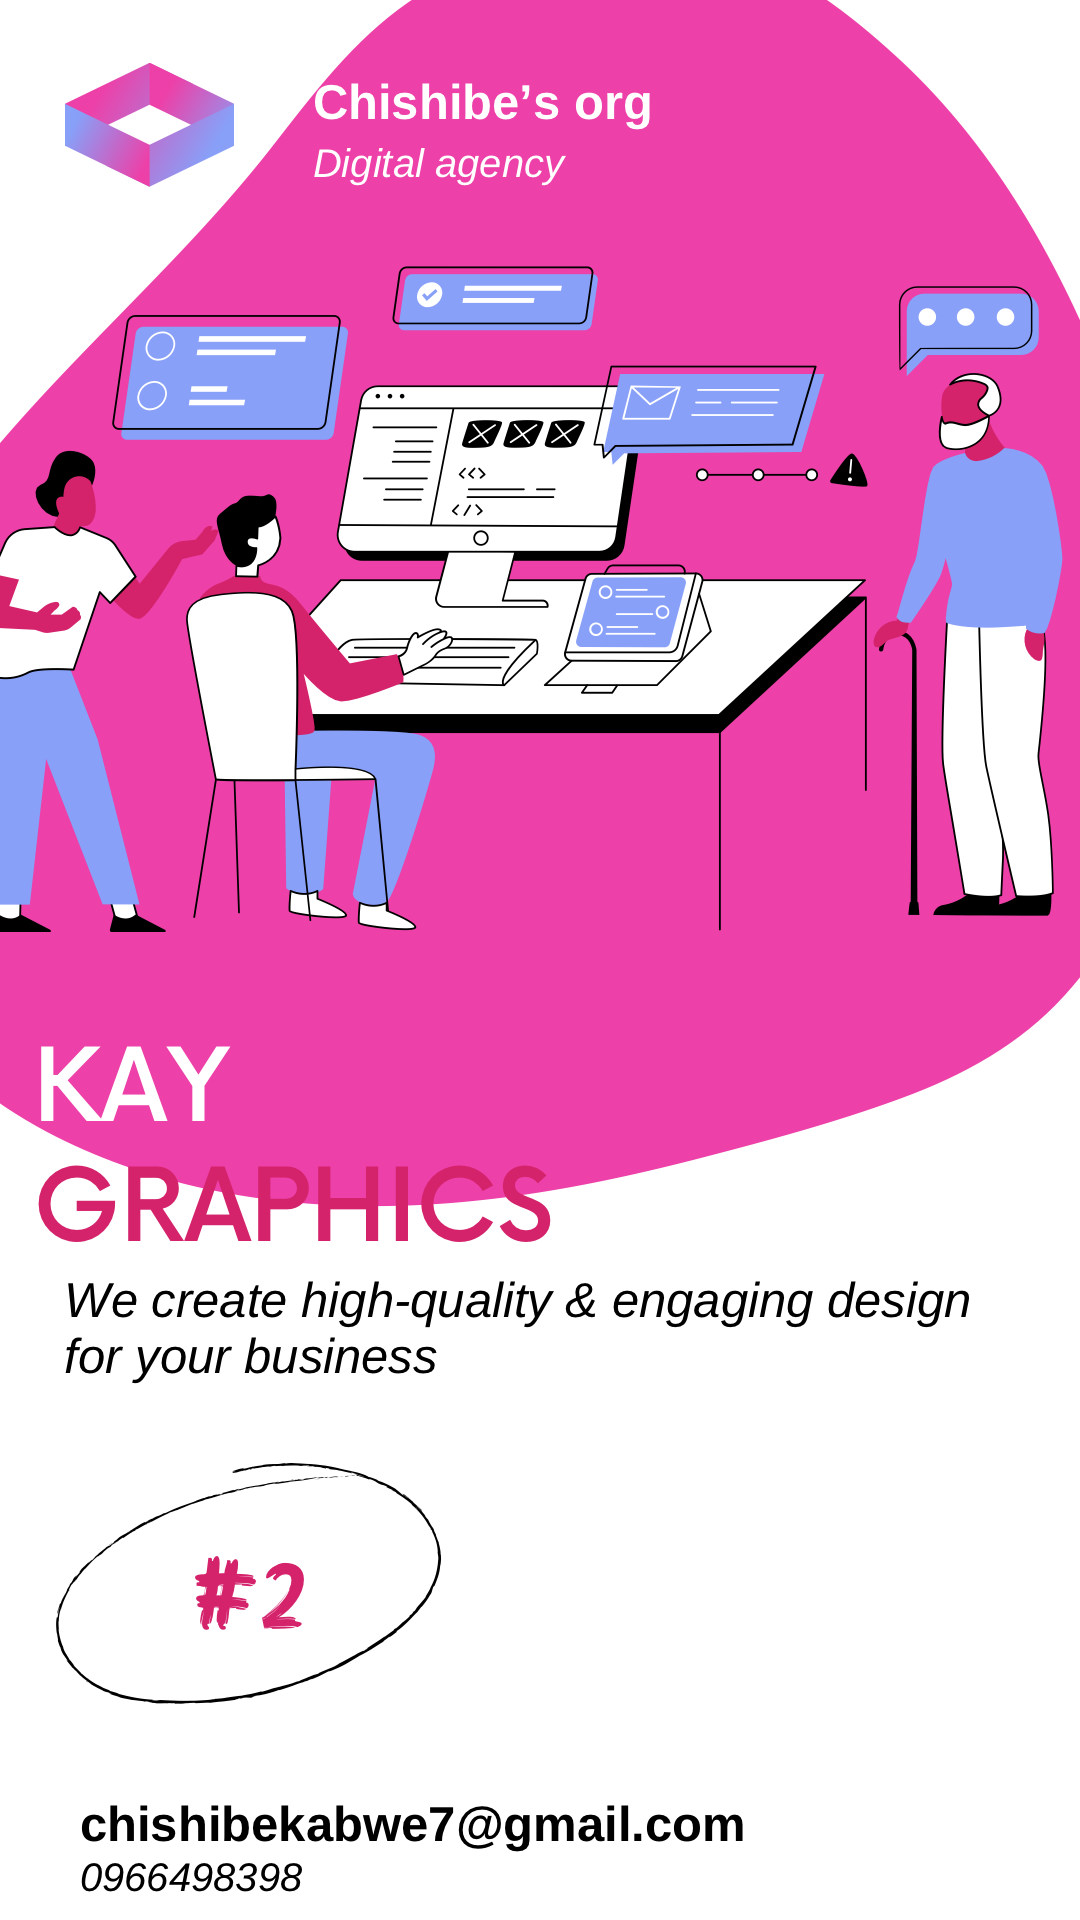 Chishibe’s org
Digital agency
KAY
GRAPHICS
We create high-quality & engaging design
for your business
#2
chishibekabwe7@gmail.com
0966498398